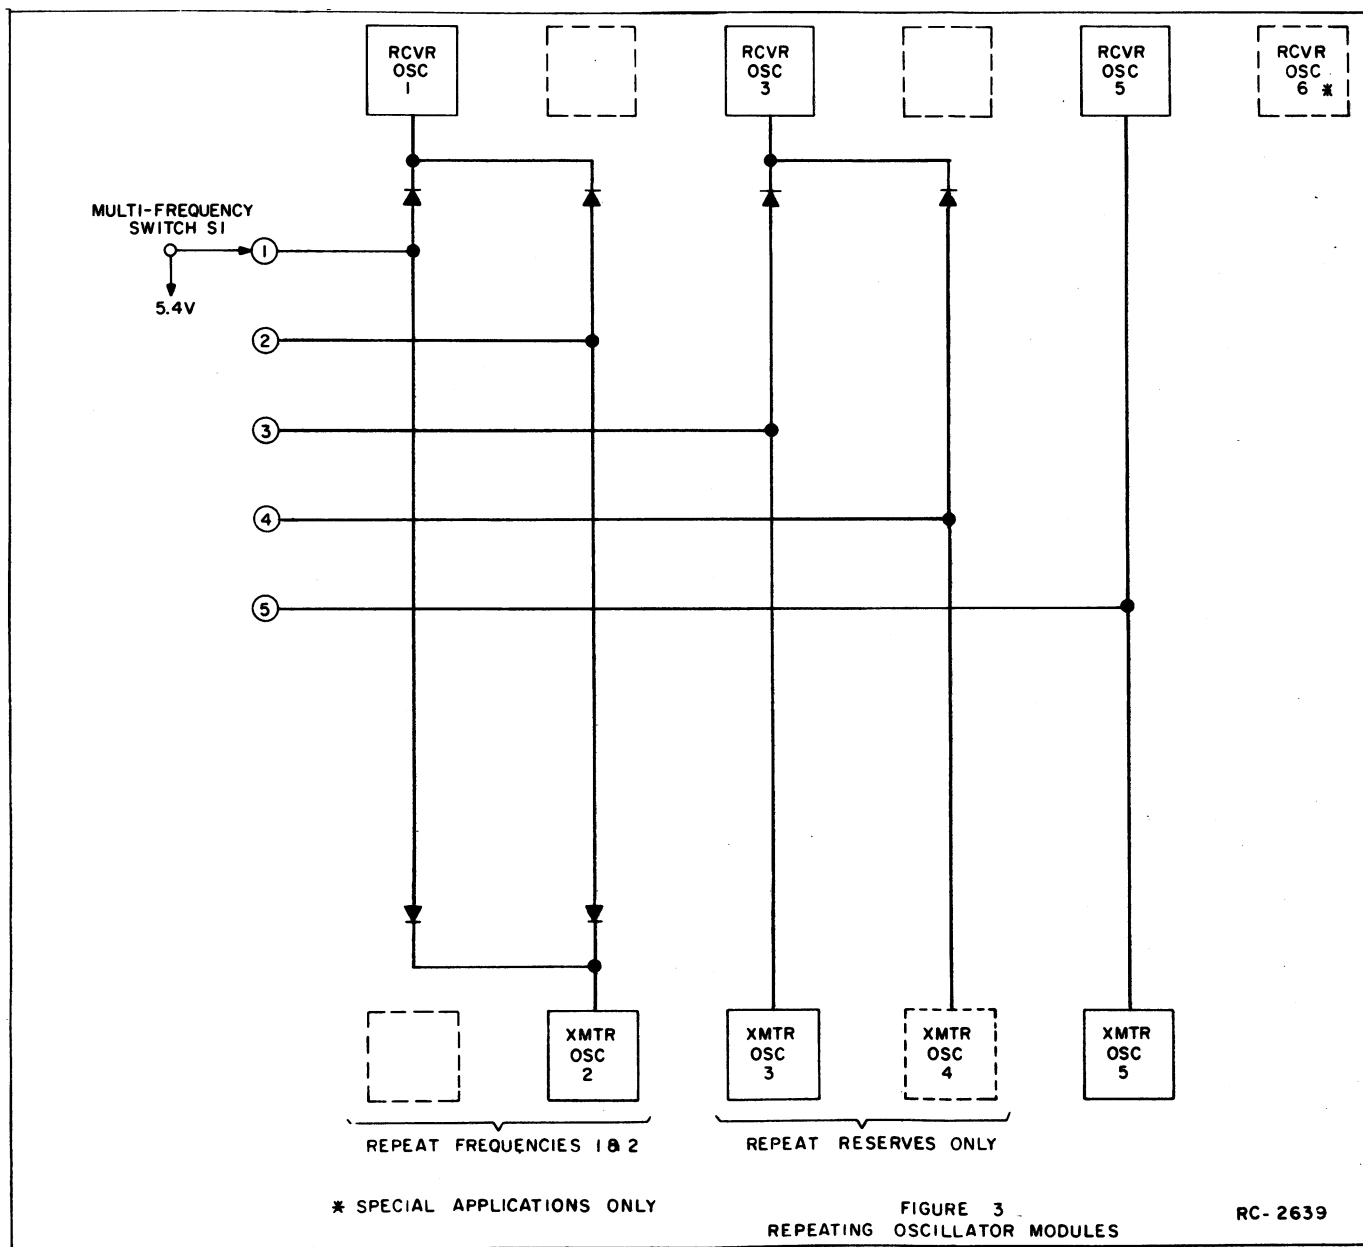 RCVR
OSC
1
RCVR
OSC
3
RCVR
OSC
5
RCVR
OSC
6 *
MULTI-FREQUENCY
SWITCH S1
5.4V
1
2
3
4
5
XMTR
OSC
2
XMTR
OSC
3
XMTR
OSC
4
XMTR
OSC
5
REPEAT FREQUENCIES 1 & 2
REPEAT RESERVES ONLY
* SPECIAL APPLICATIONS ONLY
FIGURE 3
REPEATING OSCILLATOR MODULES
RC-2639